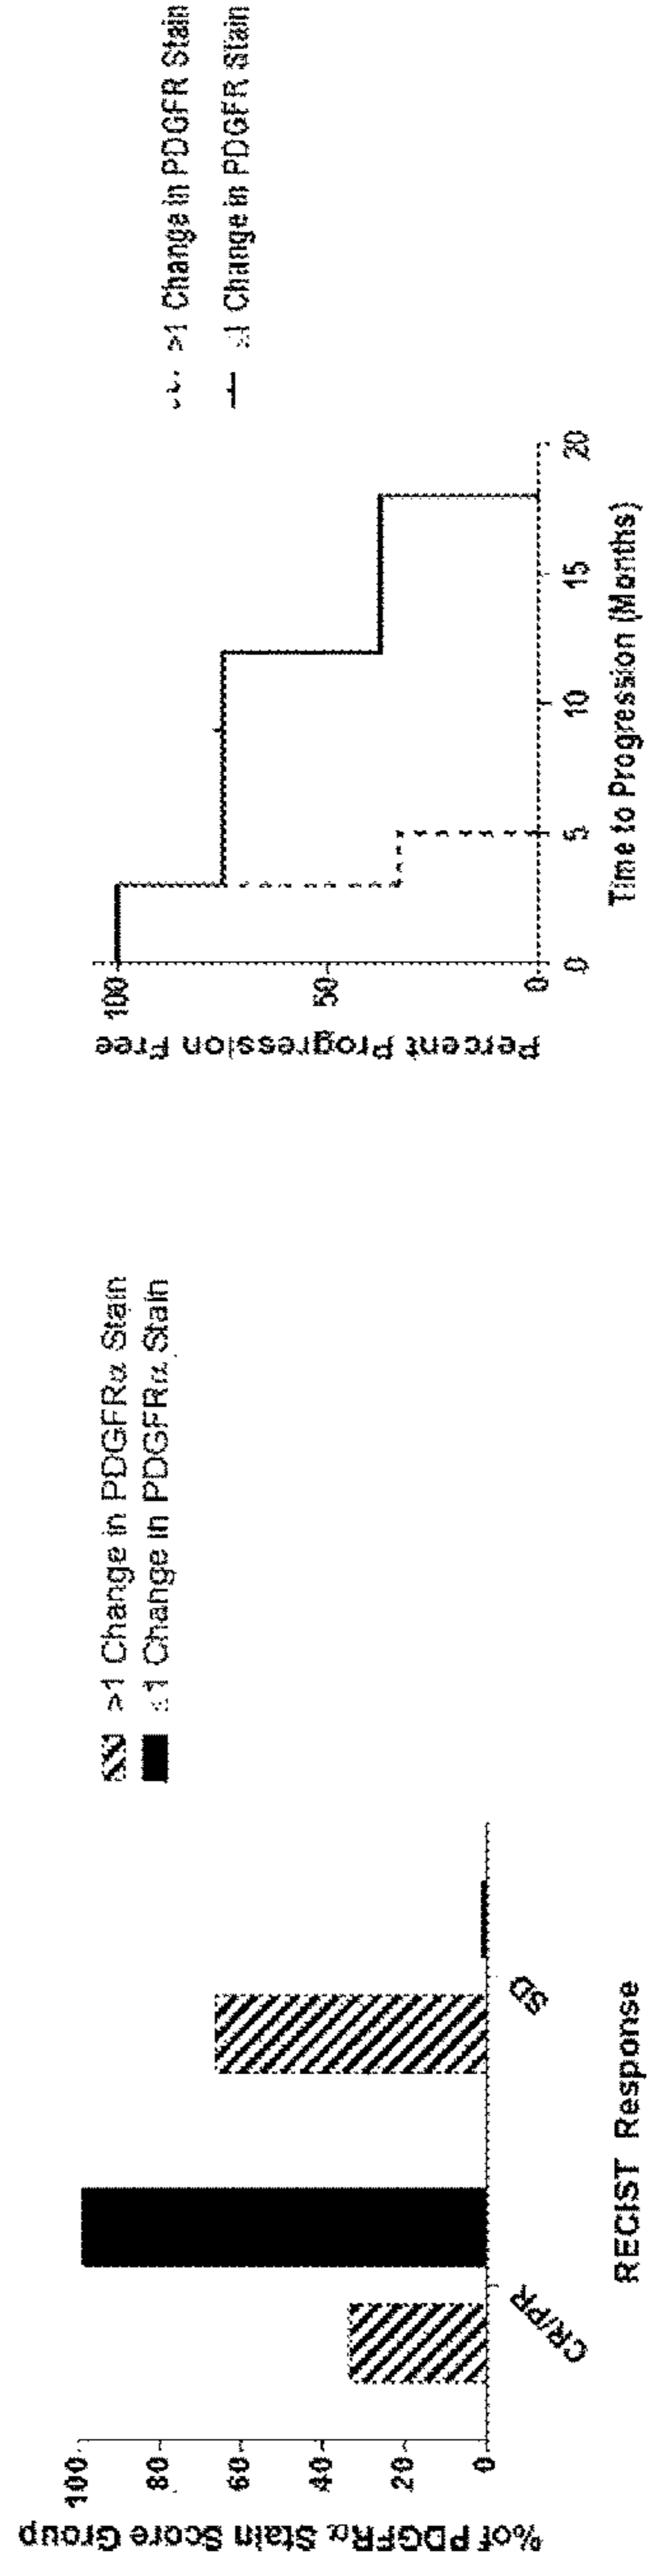 >1 Change in PDGFRα Stain
≤1 Change in PDGFRα Stain
% of PDGFRα Stain Score Group
100
80
60
40
20
0
CR/PR
SD
RECIST Response
>1 Change in PDGFR Stain
≤1 Change in PDGFR Stain
Percent Progression Free
100
50
0
0
5
10
15
20
Time to Progression (Months)